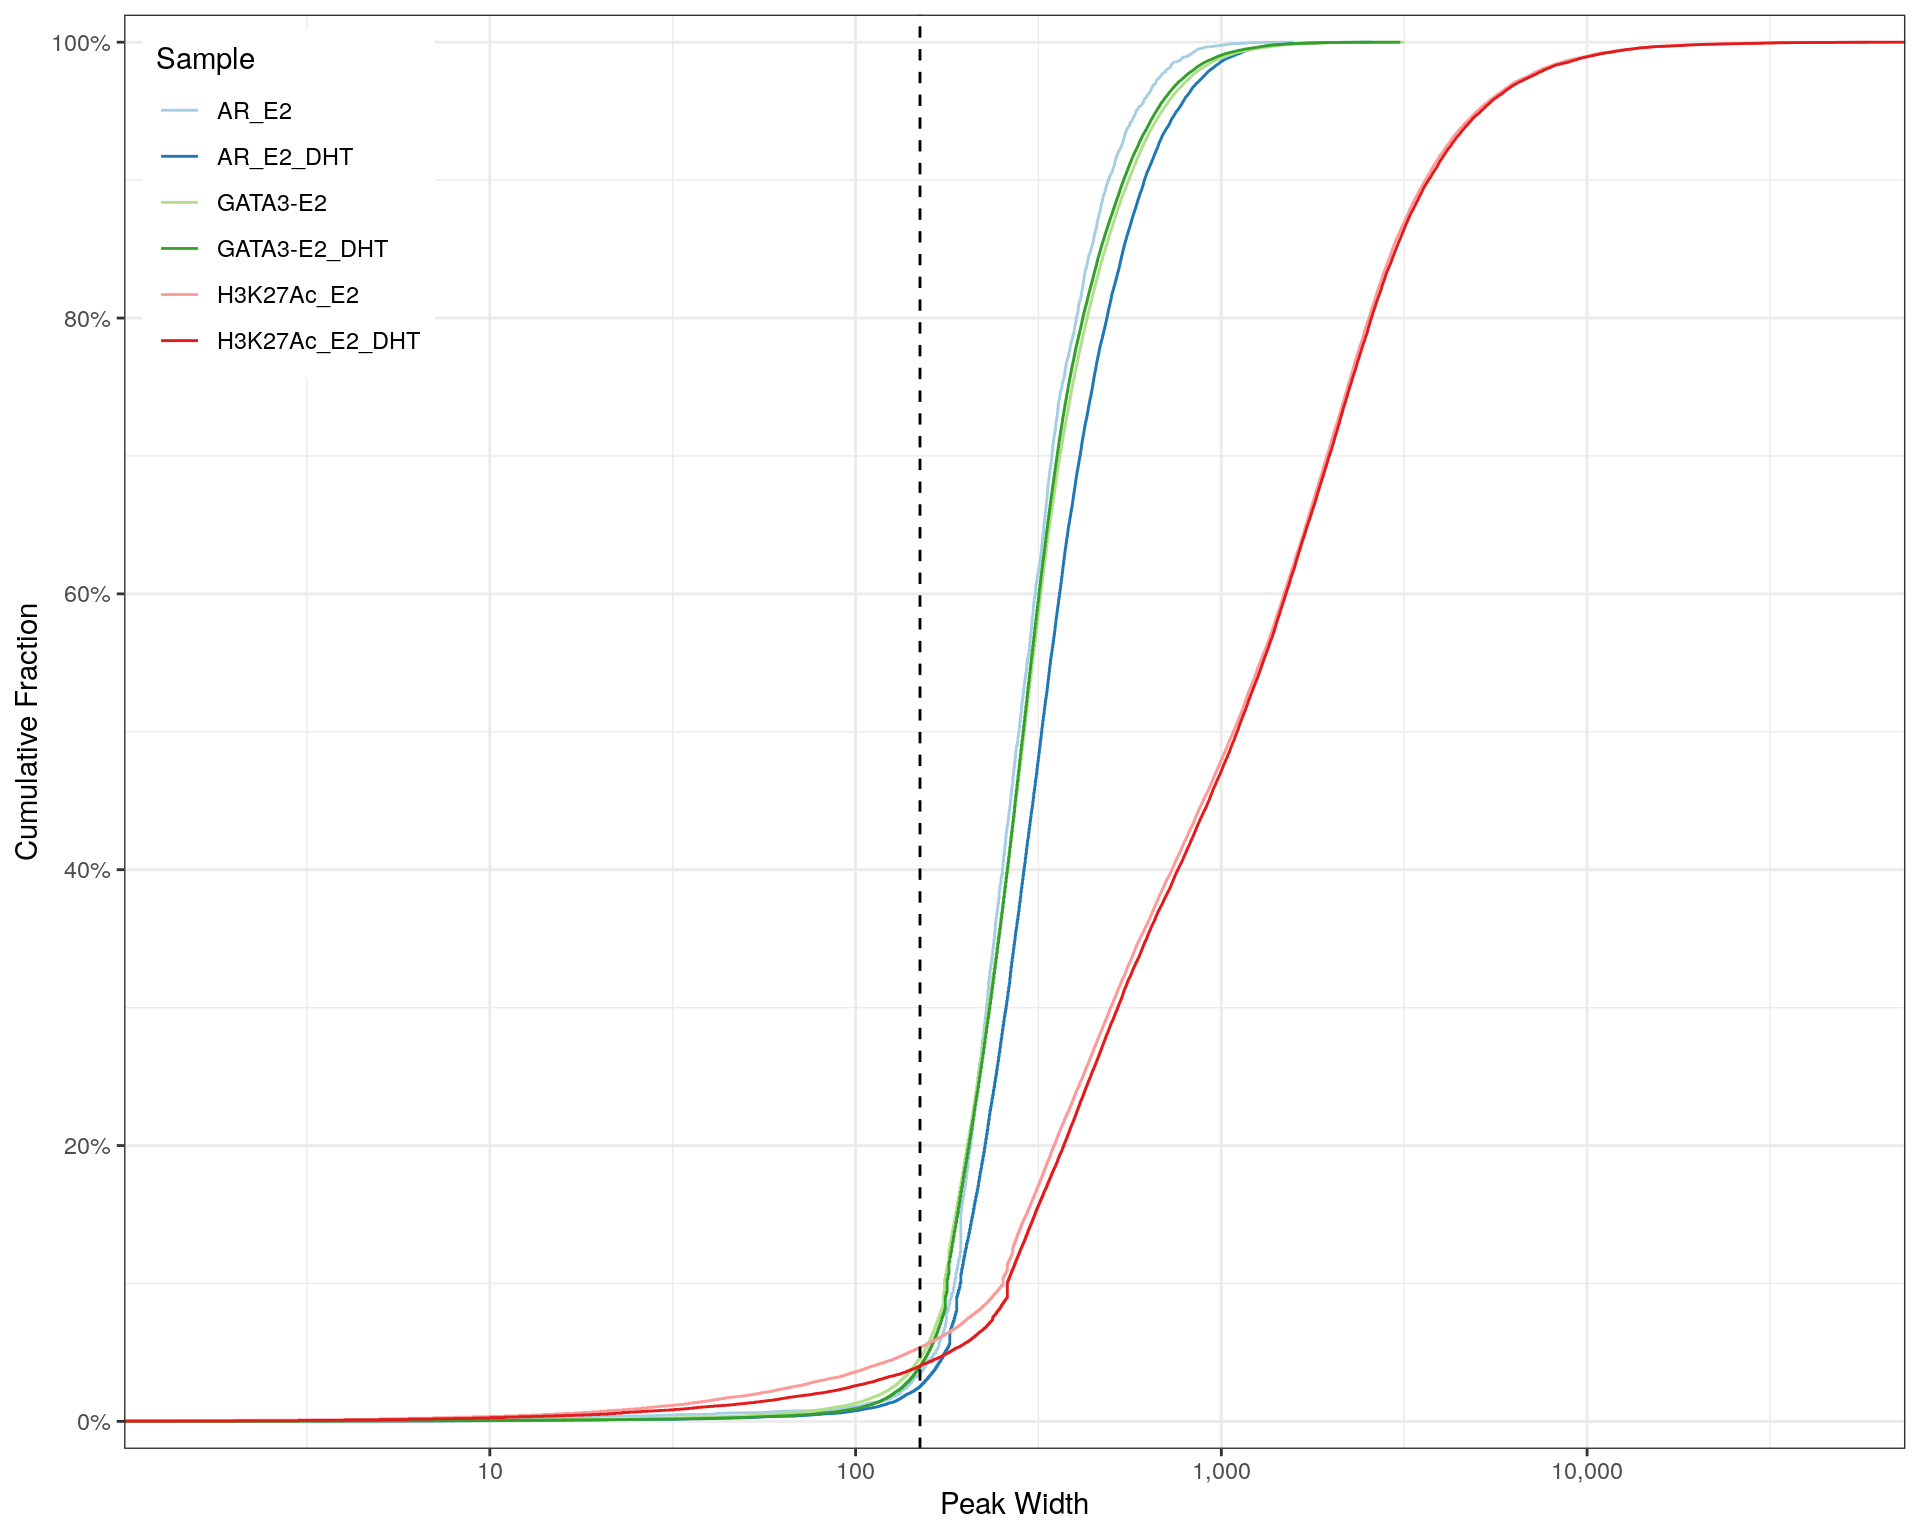 Sample
AR_E2
AR_E2_DHT
GATA3-E2
GATA3-E2_DHT
H3K27Ac_E2
H3K27Ac_E2_DHT
100%
80%
60%
40%
20%
0%
Cumulative Fraction
10
100
1,000
10,000
Peak Width